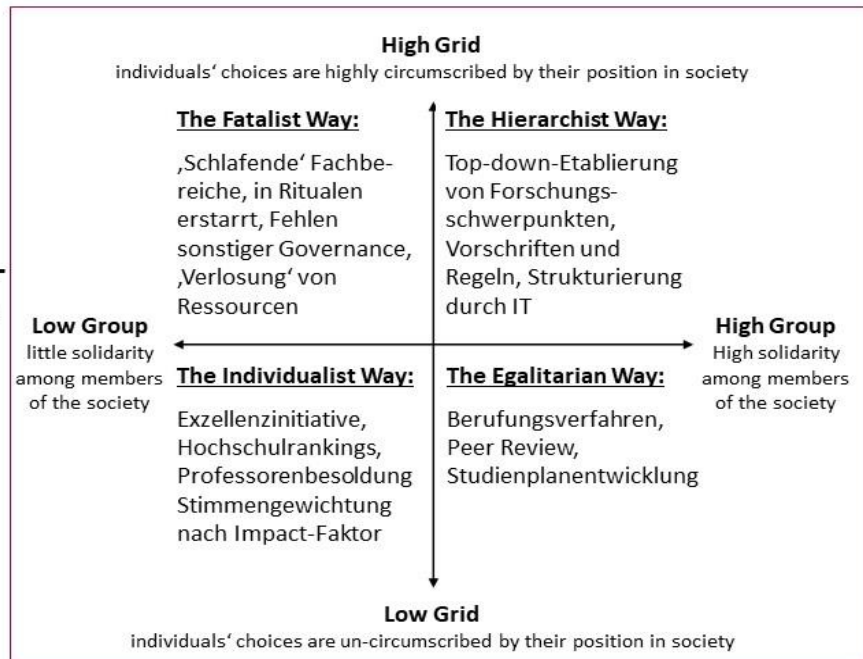 High Grid
individuals‘ choices are highly circumscribed by their position in society
The Fatalist Way:
‚Schlafende‘ Fachbe-
reiche, in Ritualen
erstarrt, Fehlen
sonstiger Governance,
‚Verlosung‘ von
Ressourcen
The Hierarchist Way:
Top-down-Etablierung
von Forschungs-
schwerpunkten,
Vorschriften und
Regeln, Strukturierung
durch IT
Low Group
little solidarity
among members
of the society
High Group
High solidarity
among members
of the society
The Individualist Way:
Exzellenzinitiative,
Hochschulrankings,
Professorenbesoldung
Stimmengewichtung
nach Impact-Faktor
The Egalitarian Way:
Berufungsverfahren,
Peer Review,
Studienplanentwicklung
Low Grid
individuals‘ choices are un-circumscribed by their position in society